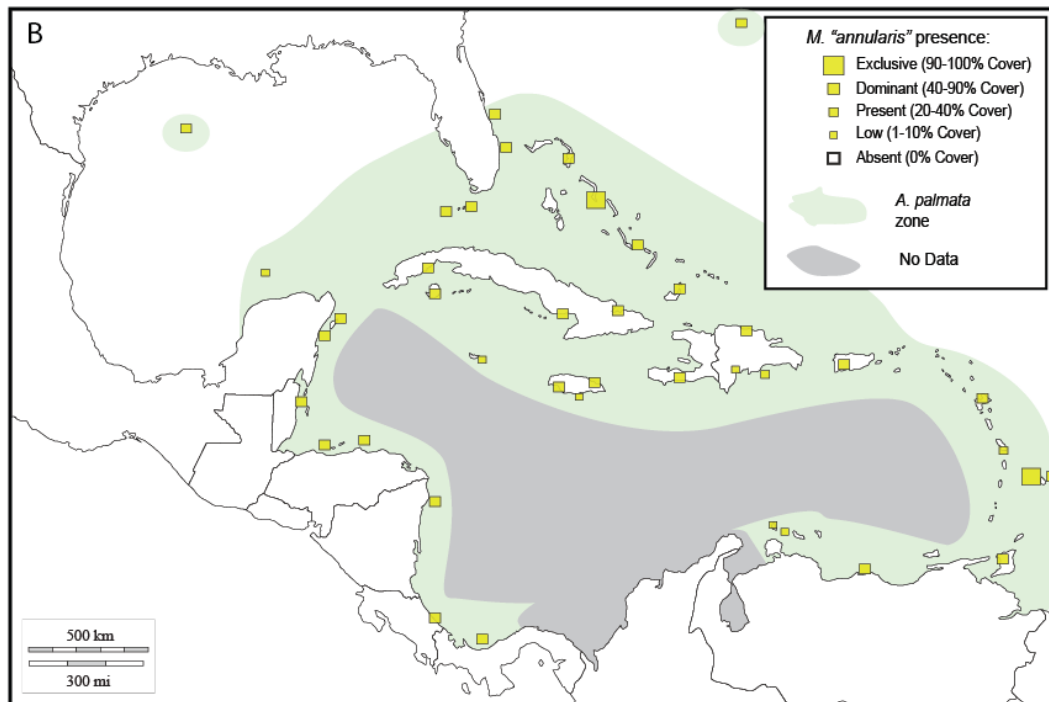 B
M. "annularis" presence:
Exclusive (90-100% Cover)
Dominant (40-90% Cover)
Present (20-40% Cover)
Low (1-10% Cover)
Absent (0% Cover)
A. palmata
zone
No Data
500 km
300 mi